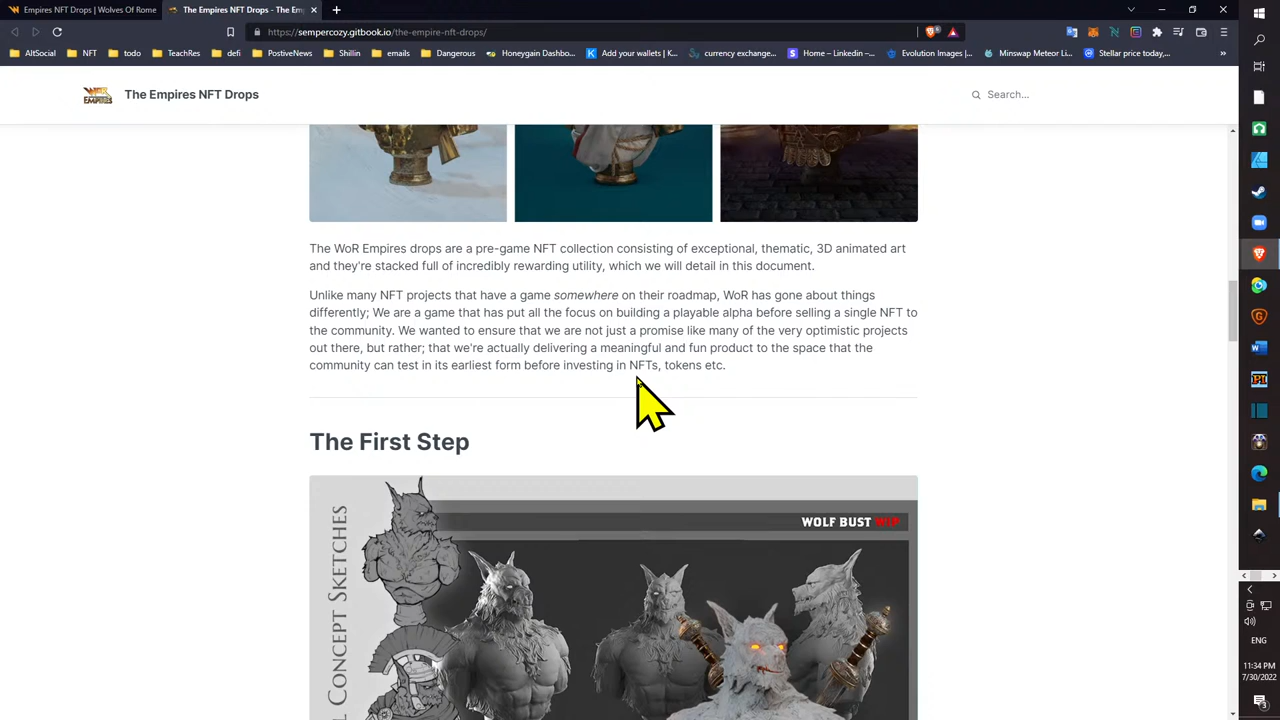 Empires NFT Drops | Wolves Of Rome
The Empires NFT Drops - The Em
https://sempercozy.gitbook.io/the-empire-nft-drops/
AltSocial
NFT
todo
TeachRes
defi
PostiveNews
Shillin
emails
Dangerous
Honeygain Dashbo...
Add your wallets | K...
currency exchange...
Home – Linkedin –...
Evolution Images |...
Minswap Meteor Li...
Stellar price today,...
WOR
EMPIRES
The Empires NFT Drops
Search...
The WoR Empires drops are a pre-game NFT collection consisting of exceptional, thematic, 3D animated art
and they're stacked full of incredibly rewarding utility, which we will detail in this document.
Unlike many NFT projects that have a game somewhere on their roadmap, WoR has gone about things
differently; We are a game that has put all the focus on building a playable alpha before selling a single NFT to
the community. We wanted to ensure that we are not just a promise like many of the very optimistic projects
out there, but rather; that we're actually delivering a meaningful and fun product to the space that the
community can test in its earliest form before investing in NFTs, tokens etc.
The First Step
WOLF BUST WIP
CONCEPT SKETCHES
ENG
11:34 PM
7/30/2022
3